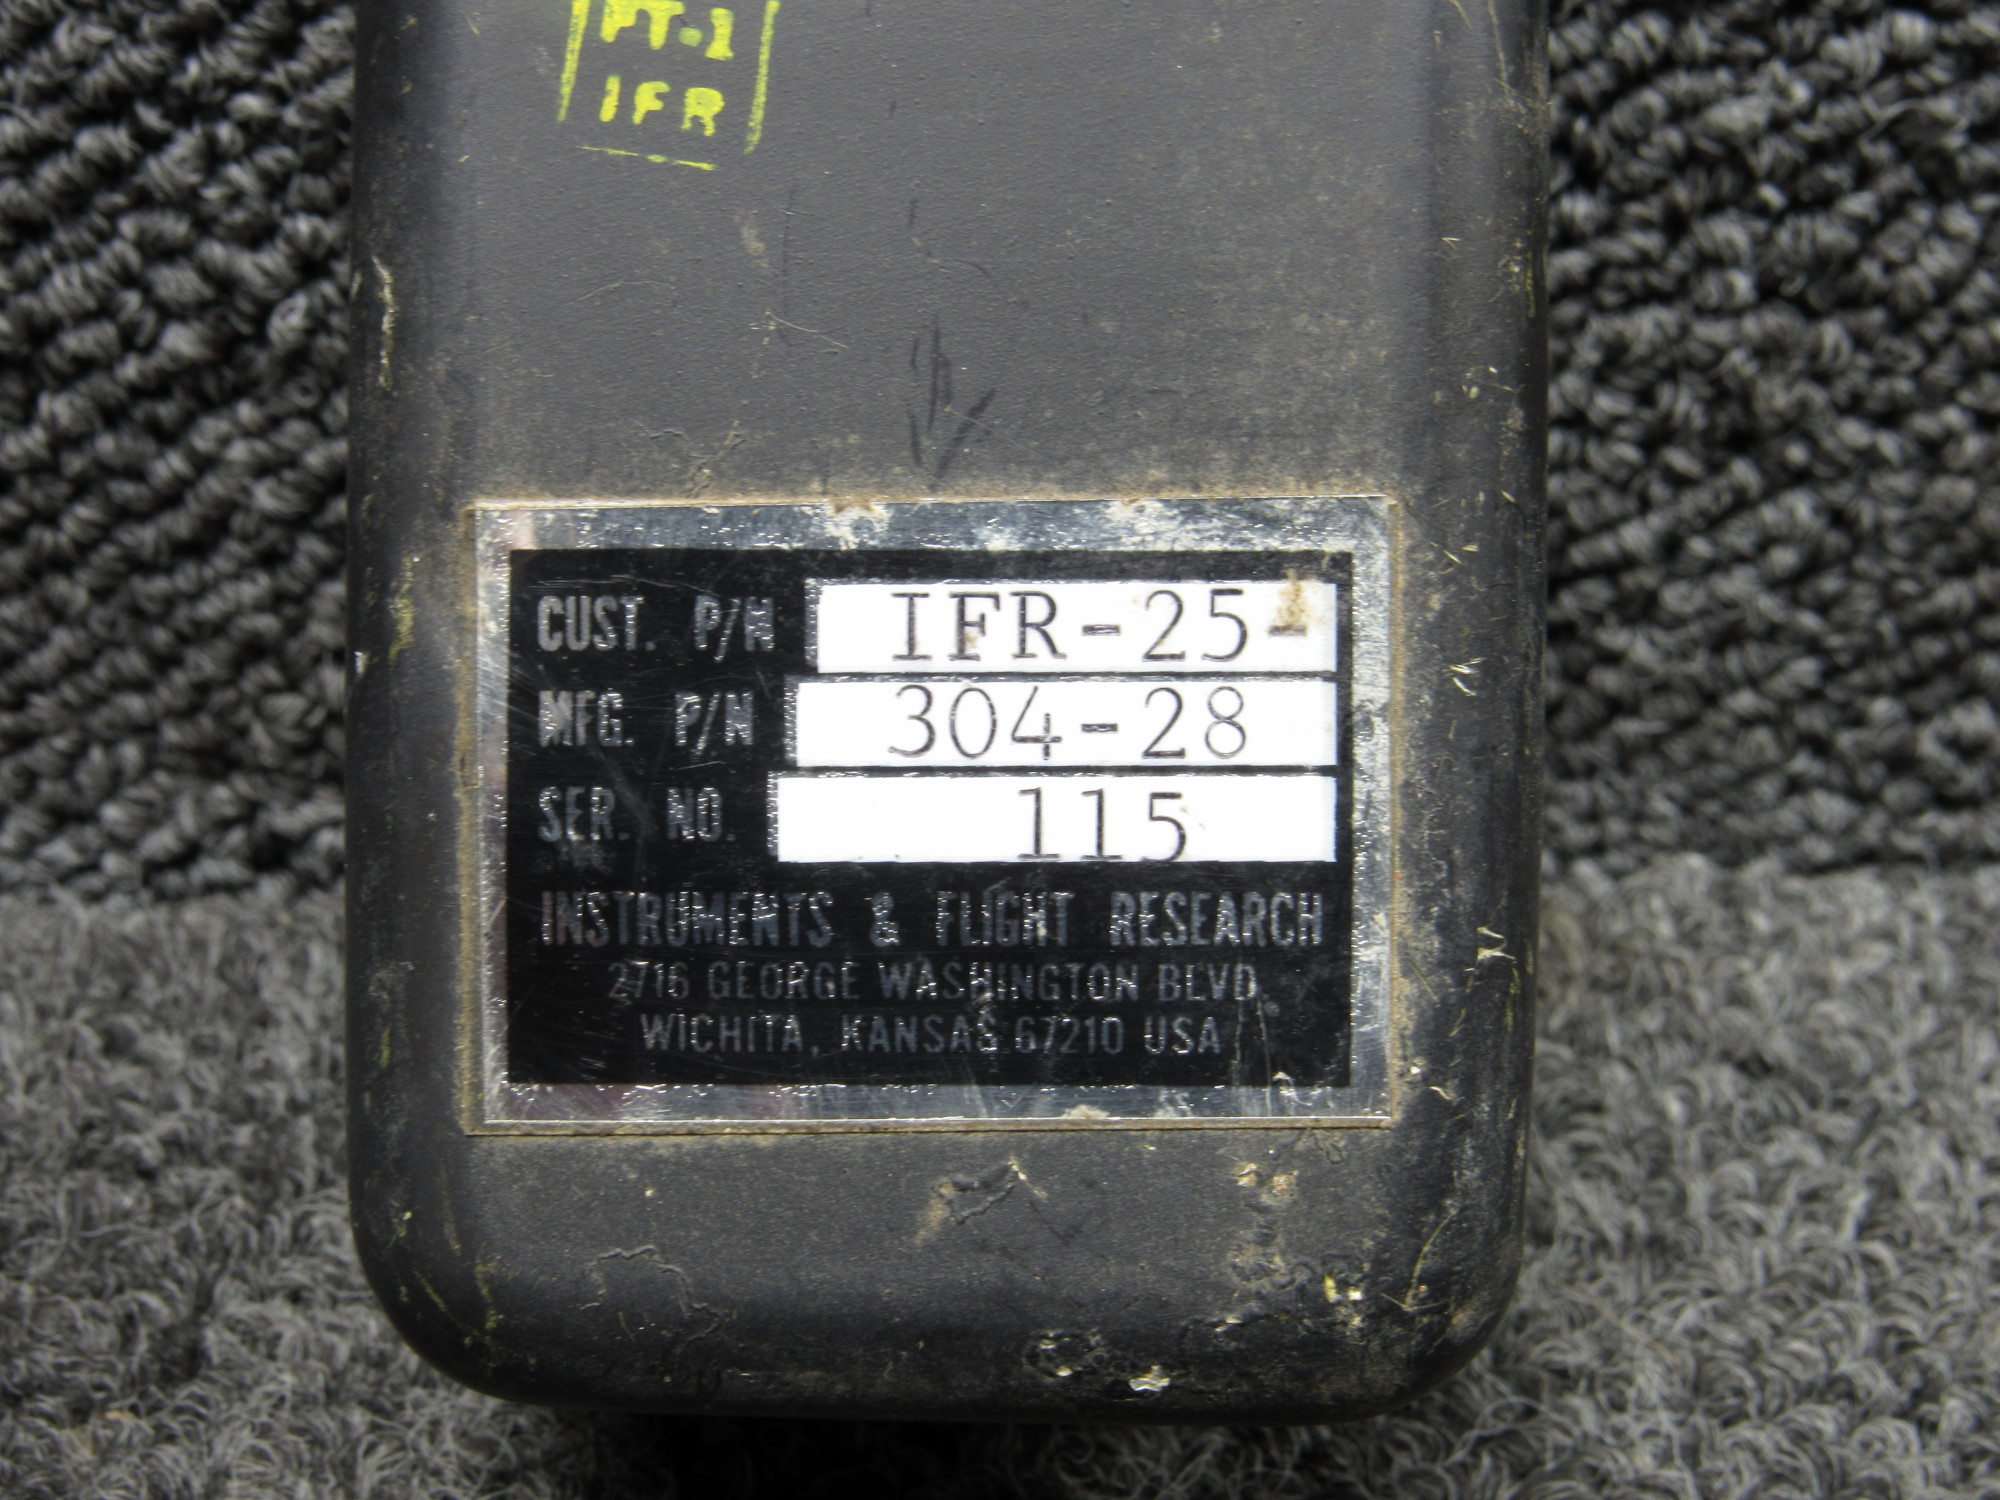 PT-1
IFR
CUST. P/N IFR-25-
MFG. P/N 304-28
SER. NO. 115
INSTRUMENTS & FLIGHT RESEARCH
2716 GEORGE WASHINGTON BLVD.
WICHITA, KANSAS 67210 USA